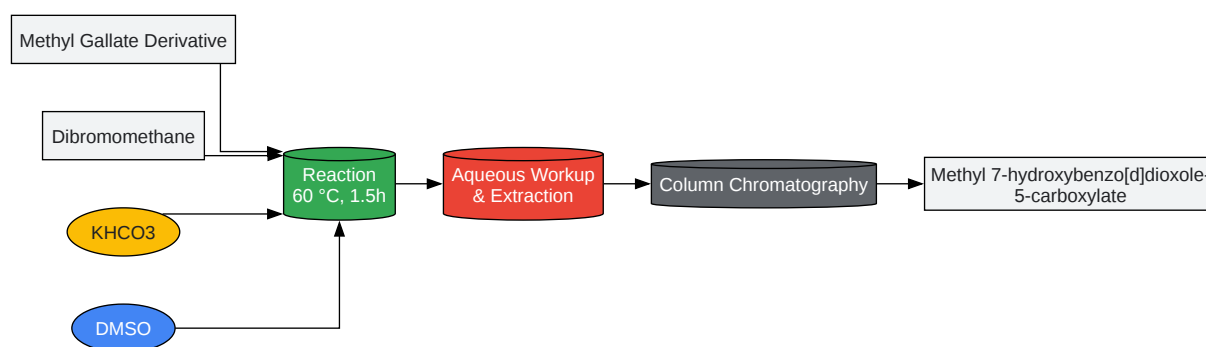 Methyl Gallate Derivative
Dibromomethane
KHCO3
DMSO
Reaction
60 °C, 1.5h
Aqueous Workup
& Extraction
Column Chromatography
Methyl 7-hydroxybenzo[d]dioxole-
5-carboxylate